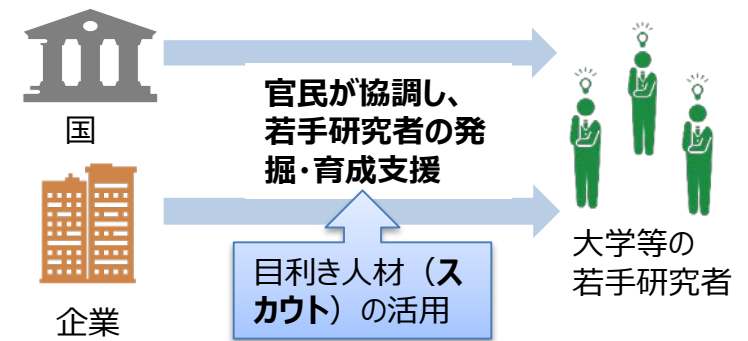 国
官民が協調し、
若手研究者の発
掘・育成支援
企業
目利き人材（ス
カウト）の活用
大学等の
若手研究者